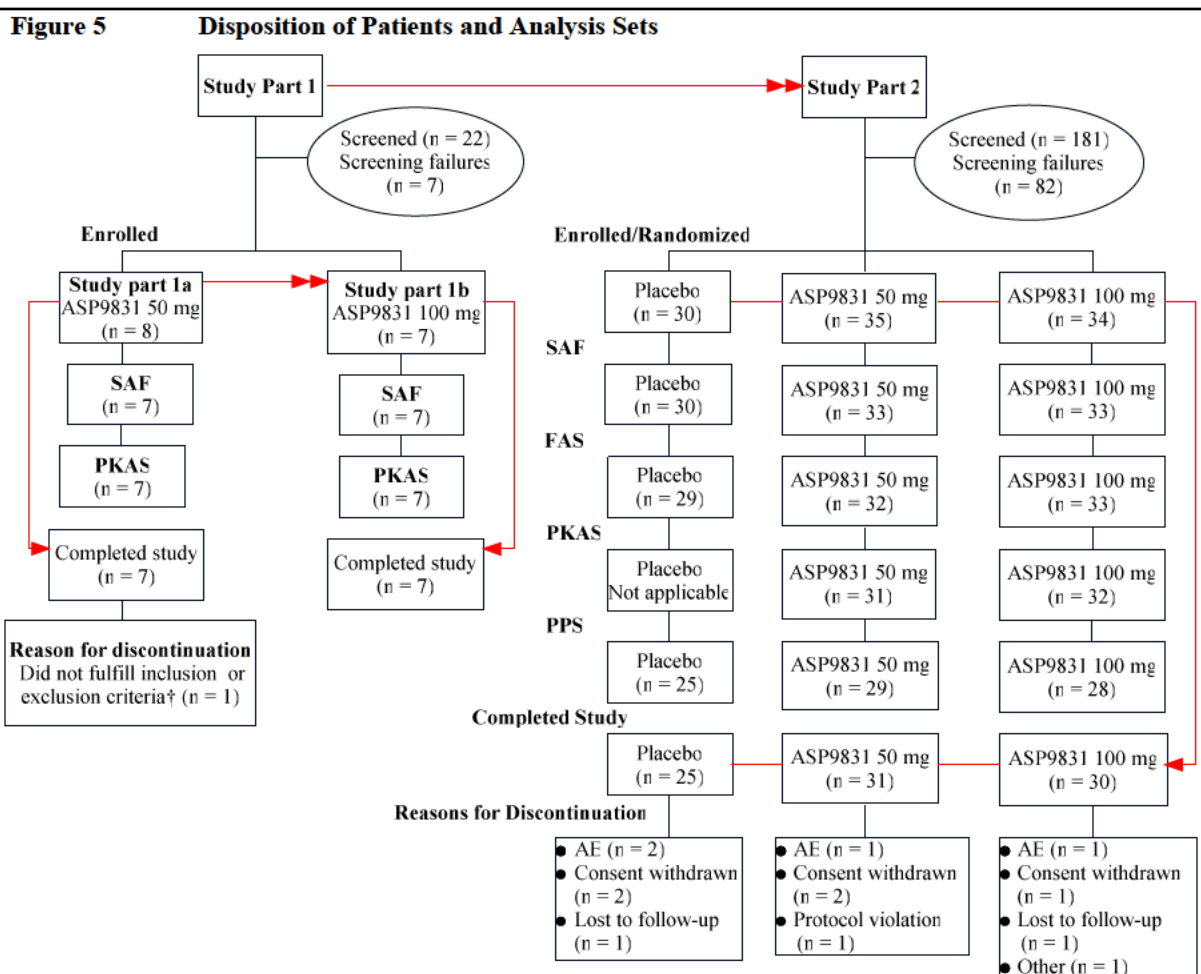 Figure 5 Disposition of Patients and Analysis Sets
Study Part 1
Study Part 2
Screened (n = 22)
Screening failures
(n = 7)
Screened (n = 181)
Screening failures
(n = 82)
Enrolled
Study part 1a
ASP9831 50 mg
(n = 8)
Study part 1b
ASP9831 100 mg
(n = 7)
SAF
(n = 7)
SAF
(n = 7)
PKAS
(n = 7)
PKAS
(n = 7)
Completed study
(n = 7)
Completed study
(n = 7)
Reason for discontinuation
Did not fulfill inclusion or
exclusion criteria† (n = 1)
Enrolled/Randomized
Placebo
(n = 30)
ASP9831 50 mg
(n = 35)
ASP9831 100 mg
(n = 34)
SAF
Placebo
(n = 30)
ASP9831 50 mg
(n = 33)
ASP9831 100 mg
(n = 33)
FAS
Placebo
(n = 29)
ASP9831 50 mg
(n = 32)
ASP9831 100 mg
(n = 33)
PKAS
Placebo
Not applicable
ASP9831 50 mg
(n = 31)
ASP9831 100 mg
(n = 32)
PPS
Placebo
(n = 25)
ASP9831 50 mg
(n = 29)
ASP9831 100 mg
(n = 28)
Completed Study
Placebo
(n = 25)
ASP9831 50 mg
(n = 31)
ASP9831 100 mg
(n = 30)
Reasons for Discontinuation
● AE (n = 2)
● Consent withdrawn
(n = 2)
● Lost to follow-up
(n = 1)
● AE (n = 1)
● Consent withdrawn
(n = 2)
● Protocol violation
(n = 1)
● AE (n = 1)
● Consent withdrawn
(n = 1)
● Lost to follow-up
(n = 1)
● Other (n = 1)